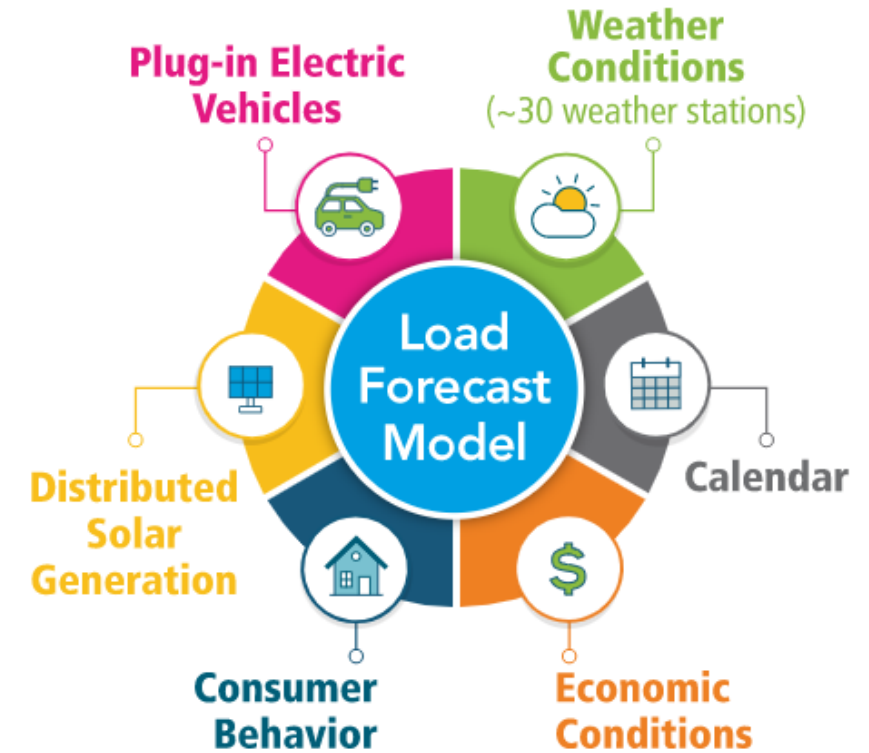 Plug-in Electric
Vehicles
Weather
Conditions
(~30 weather stations)
Load
Forecast
Model
Calendar
Distributed
Solar
Generation
$
Consumer
Behavior
Economic
Conditions